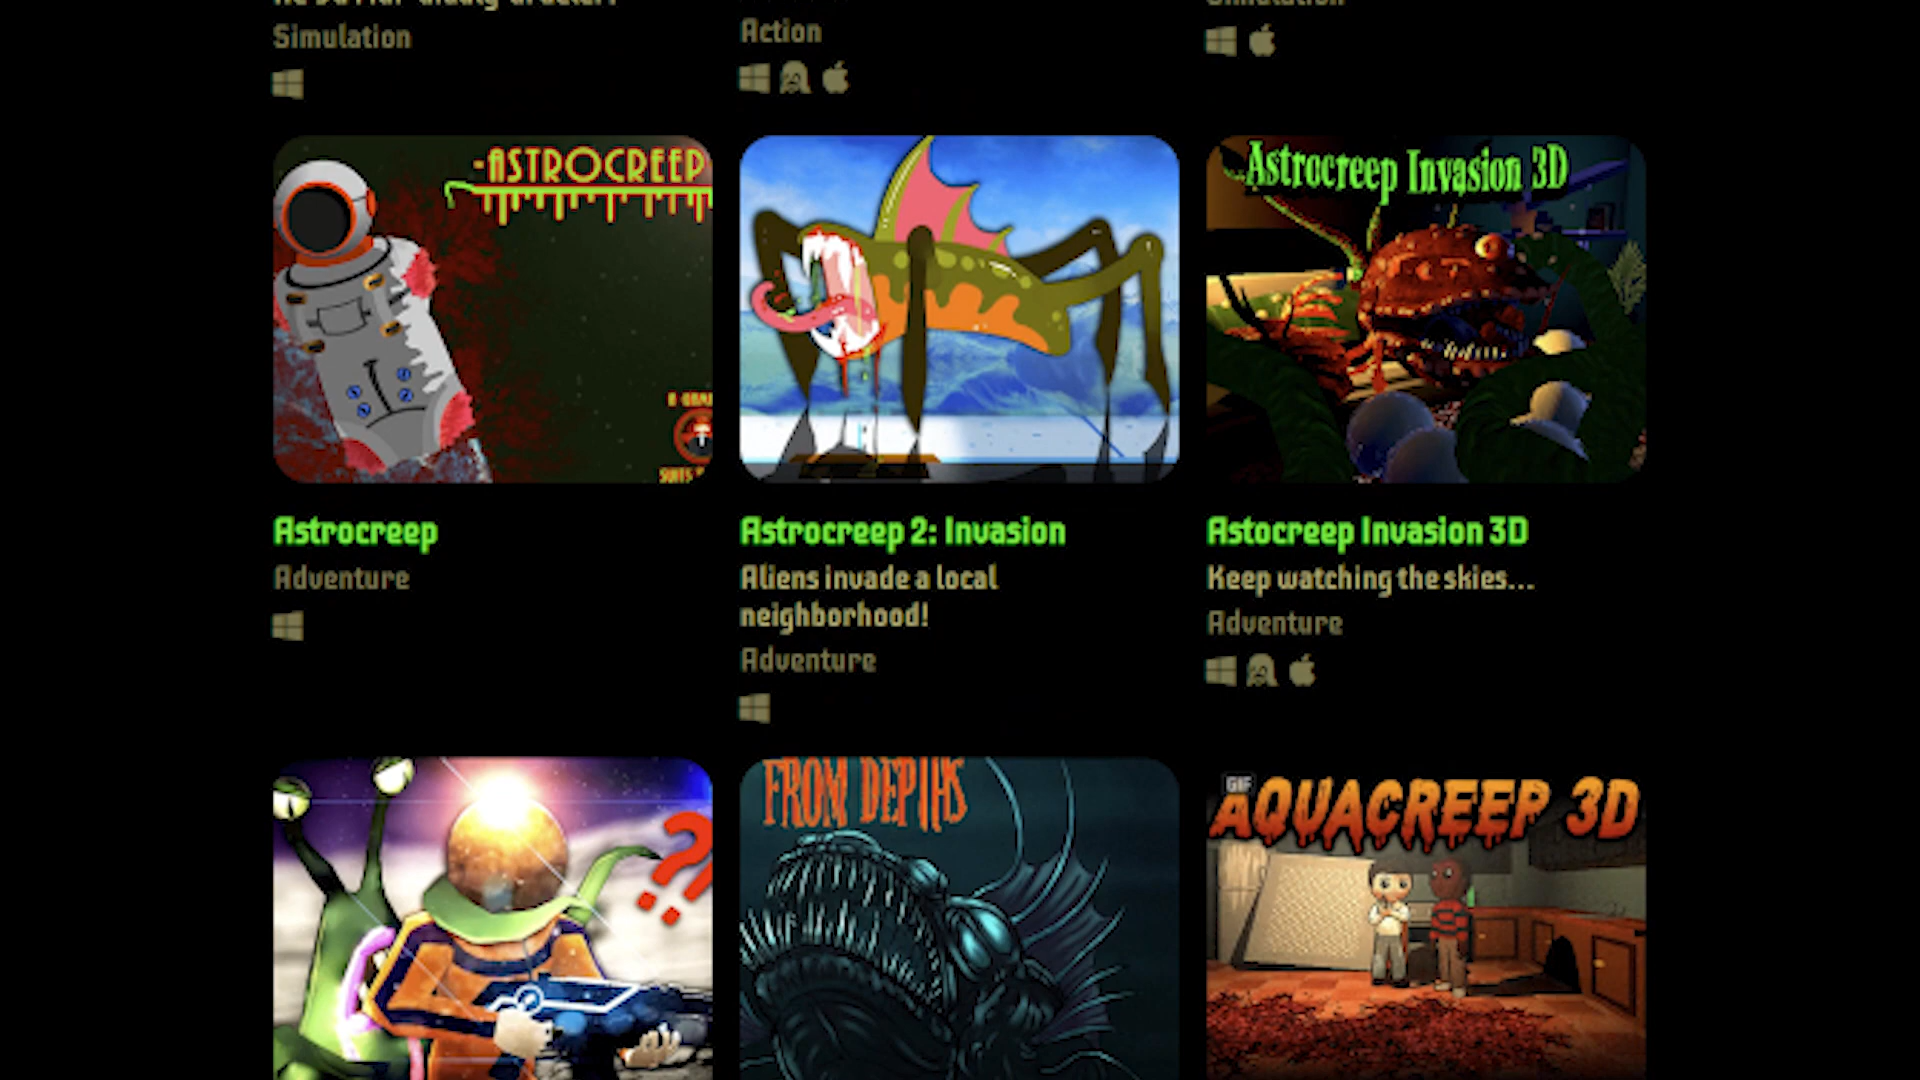 Simulation
Action
-ASTROCREEP
Astrocreep Invasion 3D
Astrocreep
Adventure
Astrocreep 2: Invasion
Aliens invade a local
neighborhood!
Adventure
Astocreep Invasion 3D
Keep watching the skies...
Adventure
??
FROM DEPTHS
GIF
AQUACREEP 3D